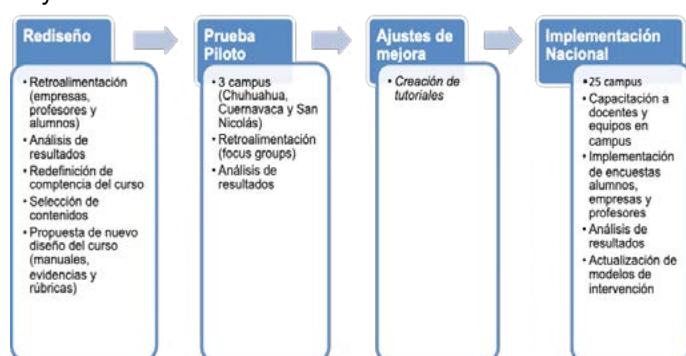 Rediseño
• Retroalimentación
(empresas,
profesores y
alumnos)
• Análisis de
resultados
• Redefinición de
comptencia del curso
• Selección de
contenidos
• Propuesta de nuevo
diseño del curso
(manuales,
evidencias y
rúbricas)
Prueba
Piloto
• 3 campus
(Chuhuahua,
Cuernavaca y San
Nicolás)
• Retroalimentación
(focus groups)
• Análisis de
resultados
Ajustes de
mejora
• Creación de
tutoriales
Implementación
Nacional
• 25 campus
• Capacitación a
docentes y
equipos en
campus
• Implementación
de encuestas
alumnos,
empresas y
profesores
• Análisis de
resultados
• Actualización de
modelos de
intervención